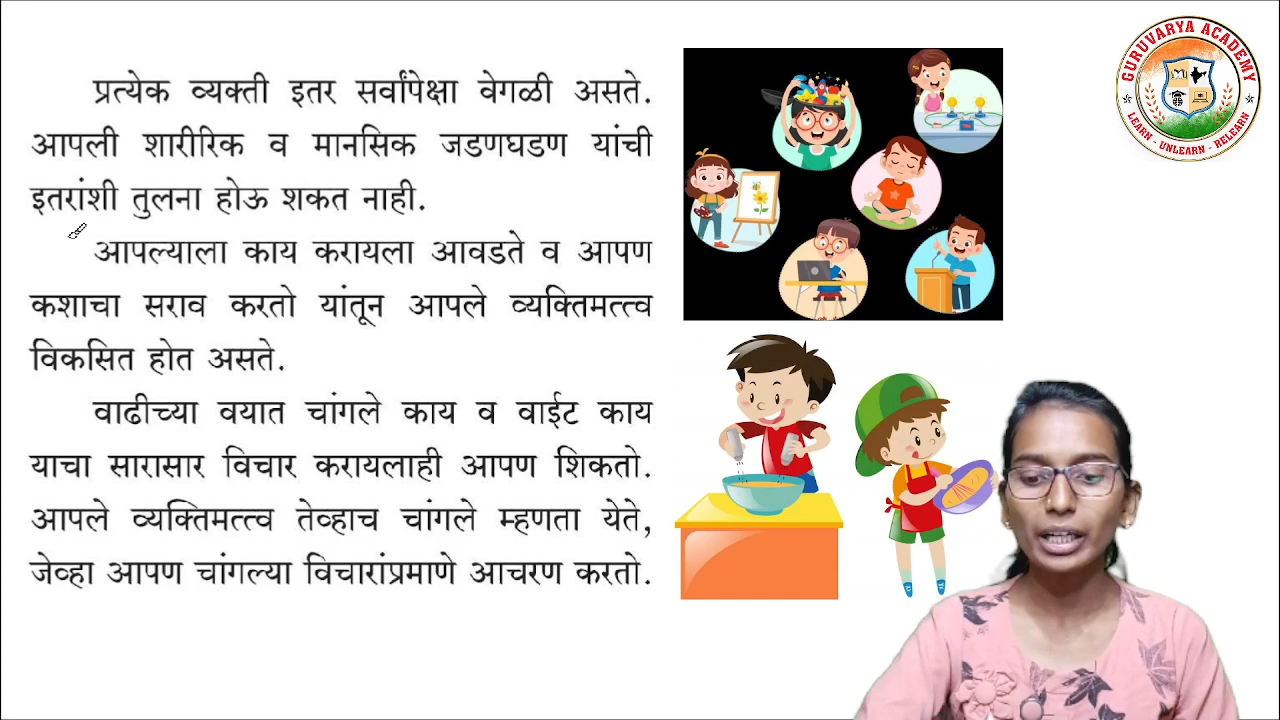 प्रत्येक व्यक्ती इतर सर्वांपेक्षा वेगळी असते.
आपली शारीरिक व मानसिक जडणघडण यांची
इतरांशी तुलना होऊ शकत नाही.
आपल्याला काय करायला आवडते व आपण
कशाचा सराव करतो यांतून आपले व्यक्तिमत्त्व
विकसित होत असते.
वाढीच्या वयात चांगले काय व वाईट काय
याचा सारासार विचार करायलाही आपण शिकतो.
आपले व्यक्तिमत्त्व तेव्हाच चांगले म्हणता येते,
जेव्हा आपण चांगल्या विचारांप्रमाणे आचरण करतो.
GURUVARYA ACADEMY
LEARN - UNLEARN - RELEARN